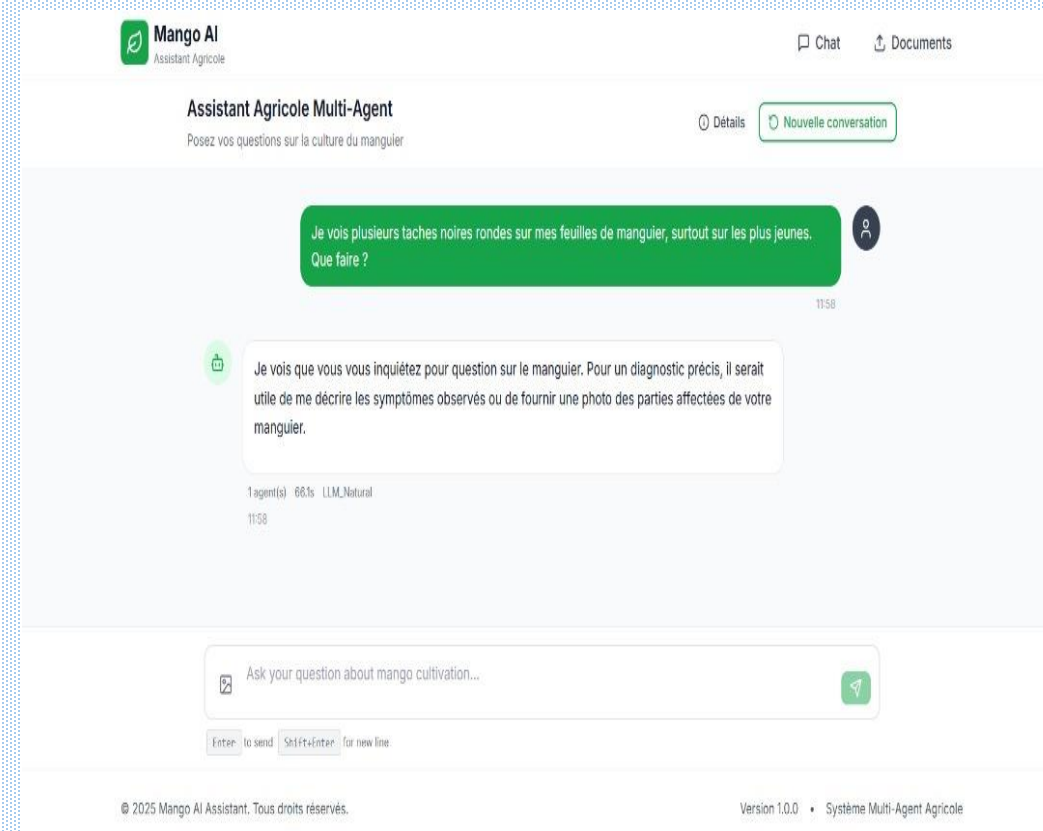 Mango AI
Assistant Agricole
Chat
Documents
Assistant Agricole Multi-Agent
Posez vos questions sur la culture du manguier
Détails
Nouvelle conversation
Je vois plusieurs taches noires rondes sur mes feuilles de manguier, surtout sur les plus jeunes.
Que faire ?
11:58
Je vois que vous vous inquiétez pour question sur le manguier. Pour un diagnostic précis, il serait
utile de me décrire les symptômes observés ou de fournir une photo des parties affectées de votre
manguier.
1 agent(s) 66.1s LLM_Natural
11:58
Ask your question about mango cultivation...
Enter to send Shift+Enter for new line
© 2025 Mango AI Assistant. Tous droits réservés.
Version 1.0.0 • Système Multi-Agent Agricole